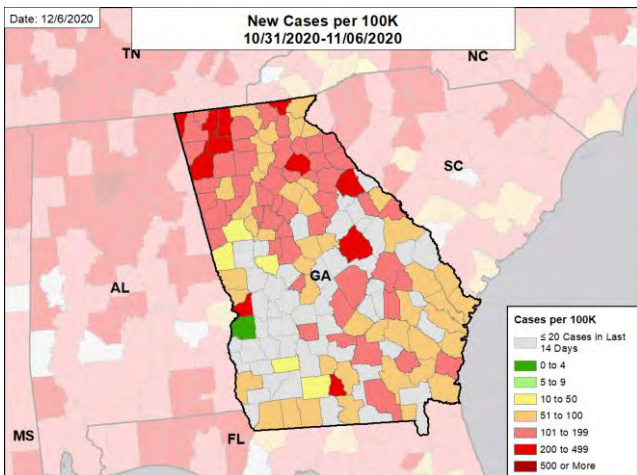 Date: 12/6/2020
New Cases per 100K
10/31/2020-11/06/2020
TN
NC
SC
AL
GA
MS
FL
Cases per 100K
≤ 20 Cases in Last
14 Days
0 to 4
5 to 9
10 to 50
51 to 100
101 to 199
200 to 499
500 or More